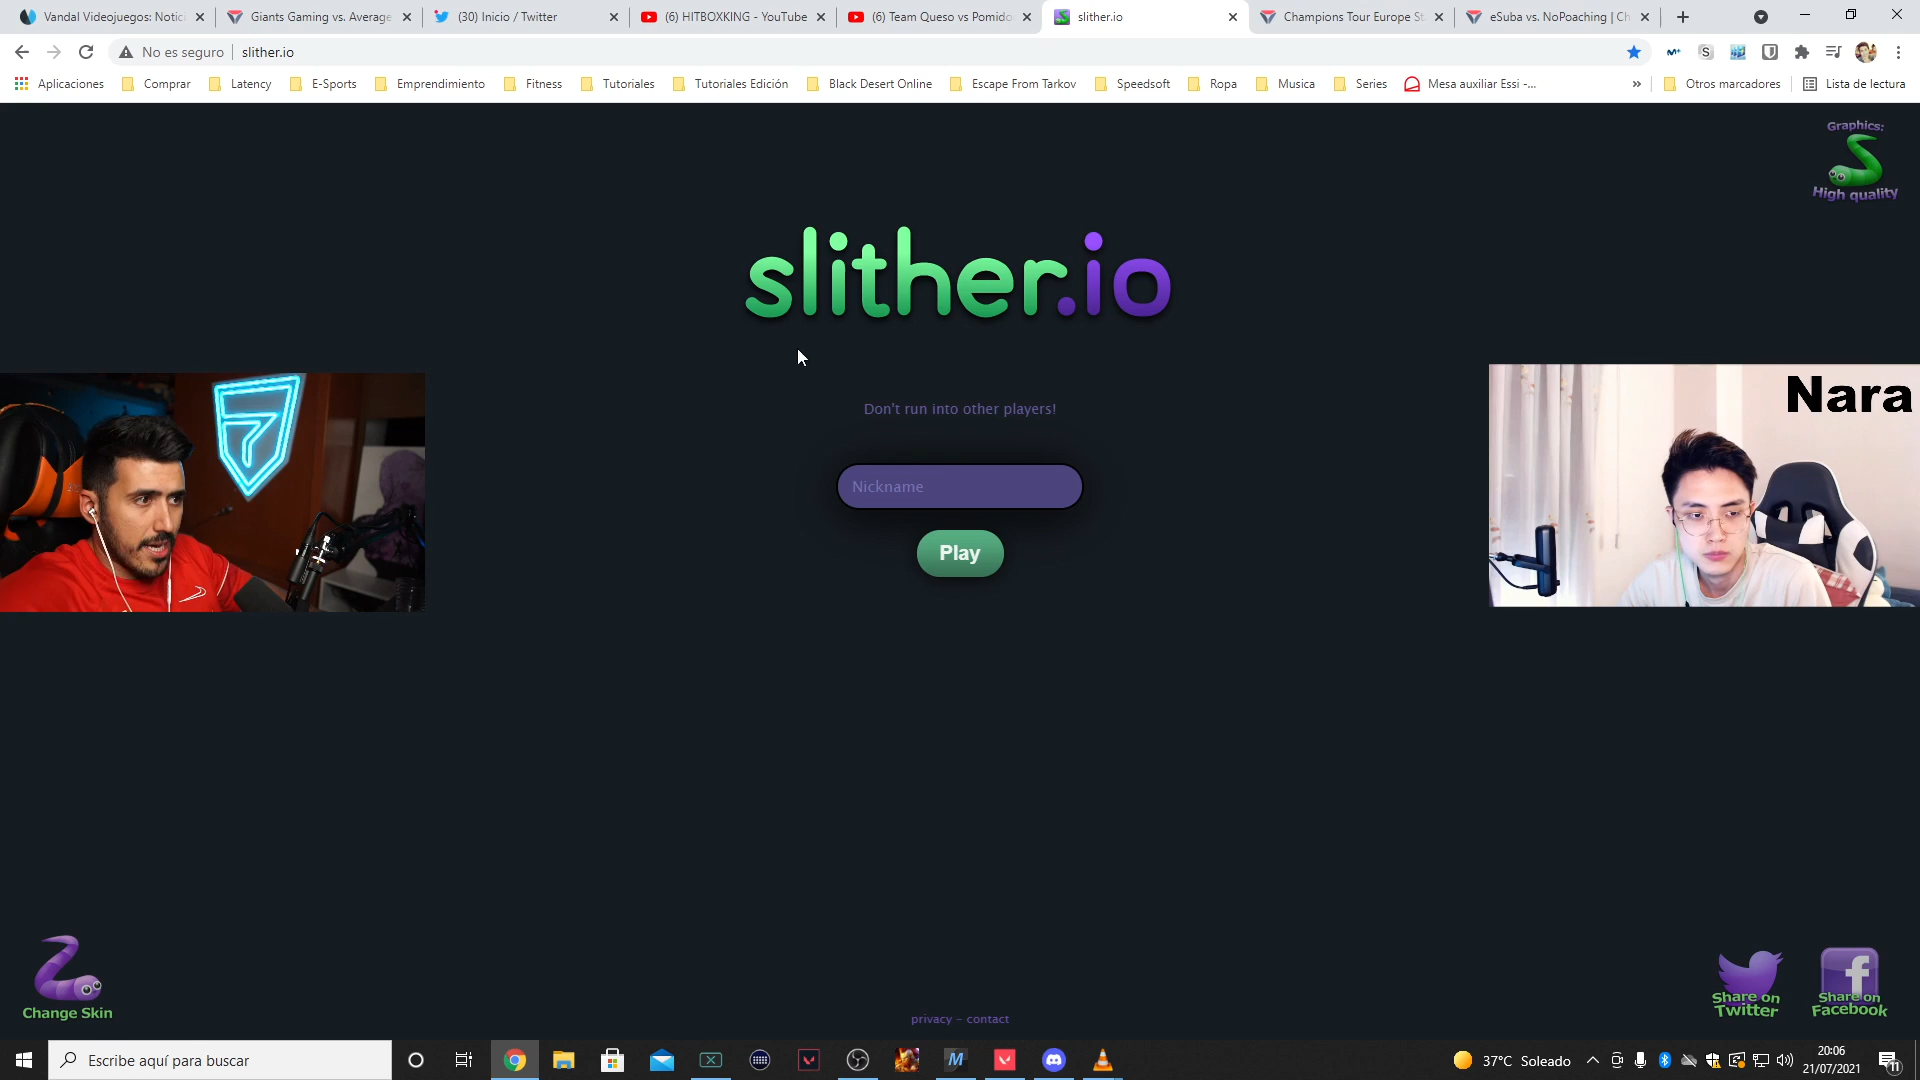 Vandal Videojuegos: Notici
Giants Gaming vs. Average
(30) Inicio / Twitter
(6) HITBOXKING - YouTube
(6) Team Queso vs Pomido
slither.io
Champions Tour Europe St
eSuba vs. NoPoaching | Ch
No es seguro
slither.io
Aplicaciones
Comprar
Latency
E-Sports
Emprendimiento
Fitness
Tutoriales
Tutoriales Edición
Black Desert Online
Escape From Tarkov
Speedsoft
Ropa
Musica
Series
Mesa auxiliar Essi -...
»
Otros marcadores
Lista de lectura
Graphics:
High quality
slither.io
Don't run into other players!
Nickname
Play
Nara
Change Skin
privacy - contact
Share on
Twitter
Share on
Facebook
Escribe aquí para buscar
37°C Soleado
20:06
21/07/2021
11